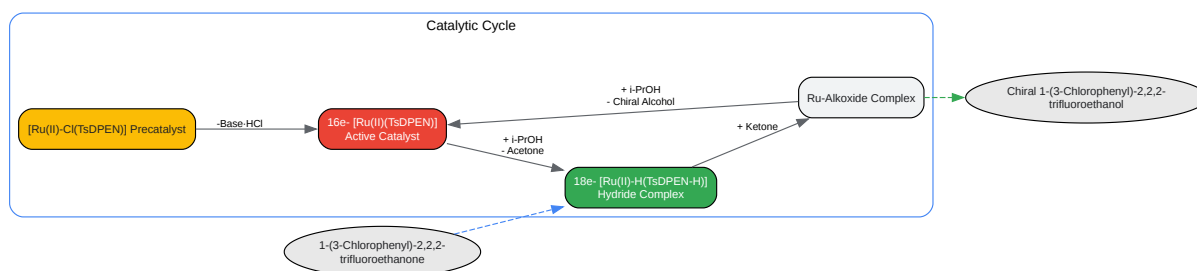 Catalytic Cycle
[Ru(II)-Cl(TsDPEN)] Precatalyst
-Base·HCl
16e- [Ru(II)(TsDPEN)]
Active Catalyst
+ i-PrOH
- Acetone
18e- [Ru(II)-H(TsDPEN-H)]
Hydride Complex
+ Ketone
+ i-PrOH
- Chiral Alcohol
Ru-Alkoxide Complex
Chiral 1-(3-Chlorophenyl)-2,2,2-
trifluoroethanol
1-(3-Chlorophenyl)-2,2,2-
trifluoroethanone